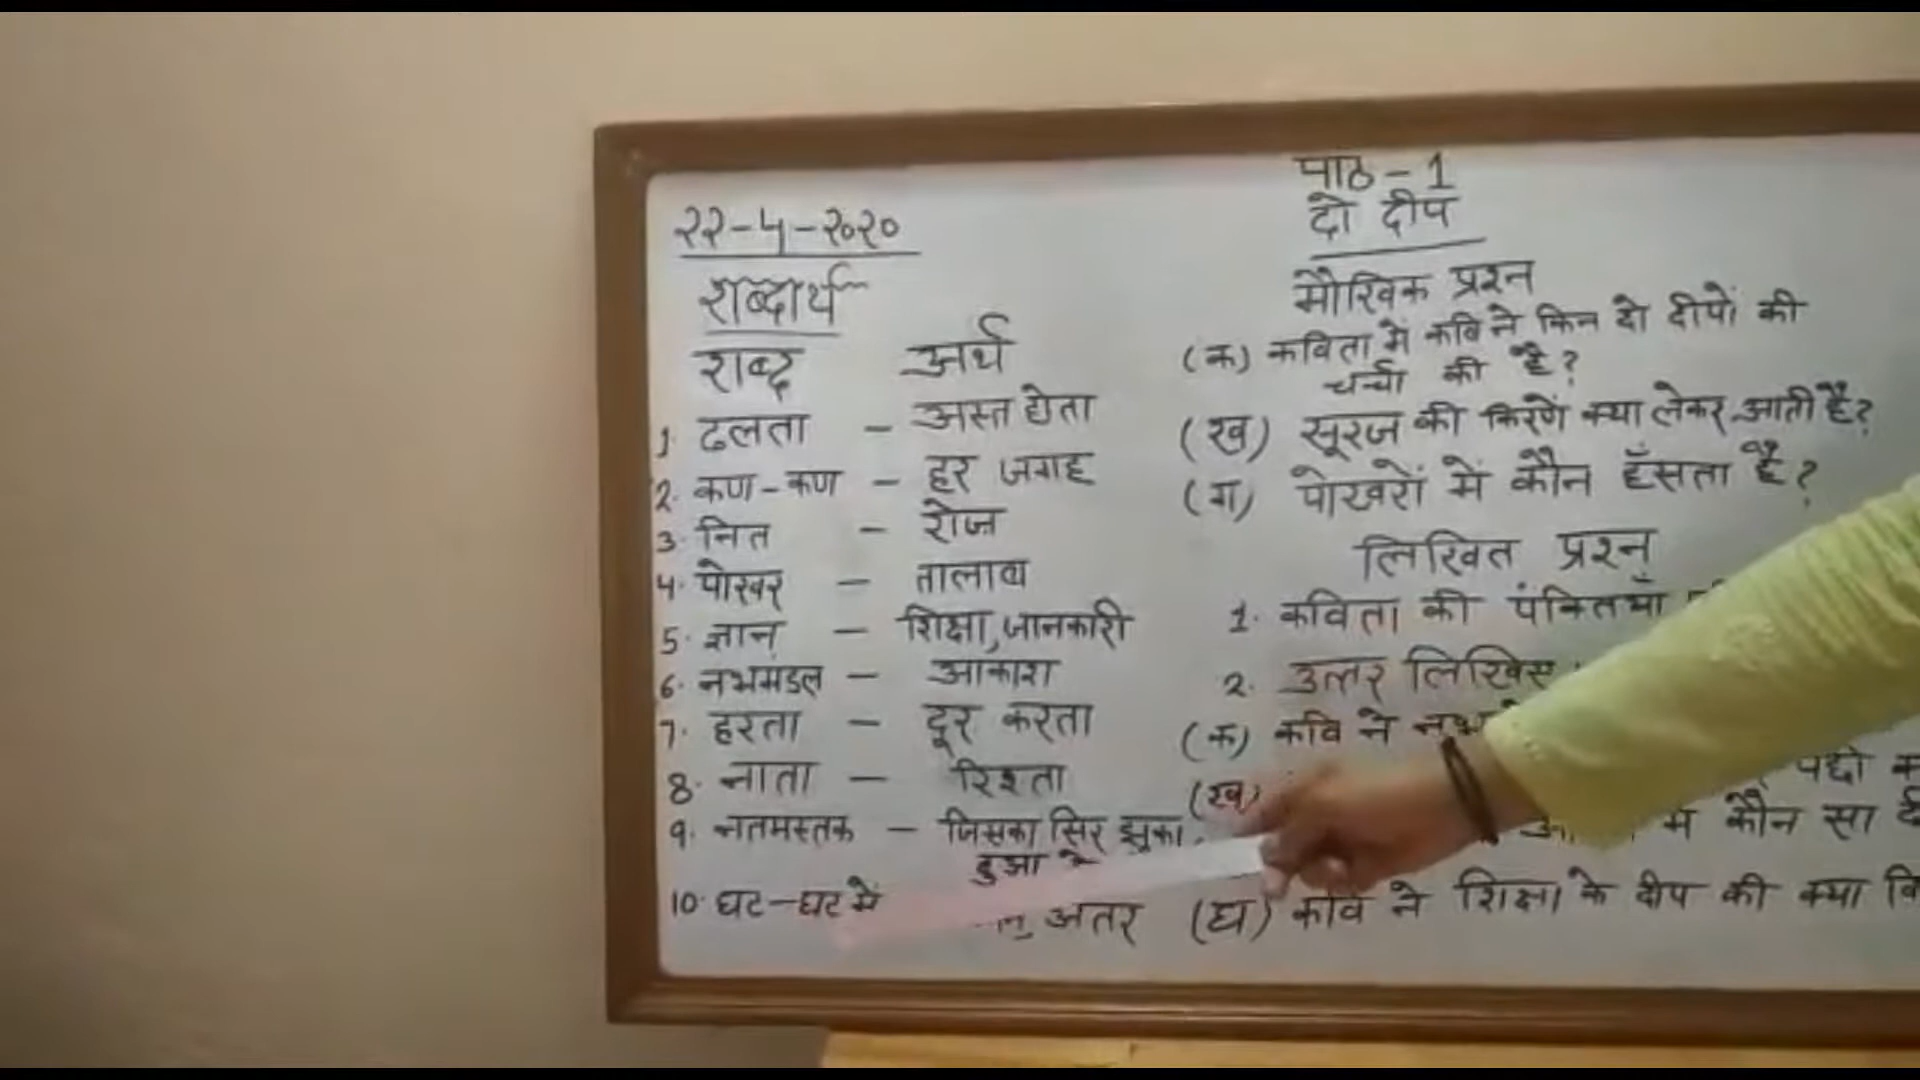 पाठ - 1
दो दीप
२२-५-२०२०
शब्दार्थ
शब्द अर्थ
1. ढलता - अस्त होता
2. कण-कण - हर जगह
3. नित - रोज
4. पोखर - तालाब
5. ज्ञान - शिक्षा, जानकारी
6. नभमंडल - आकाश
7. हरता - दूर करता
8. नाता - रिश्ता
9. नतमस्तक - जिसका सिर झुका
हुआ
10. घट-घट में अंतर
मौखिक प्रश्न
(क) कविता में कवि ने किन दो दीपों की
चर्चा की है?
(ख) सूरज की किरणें क्या लेकर आती हैं?
(ग) पोखरों में कौन हँसता है?
लिखित प्रश्न
1. कविता की पंक्तियाँ
2. उत्तर लिखिए
(क) कवि ने
(ख)
में कौन सा
(घ) कवि ने शिक्षा के दीप की क्या